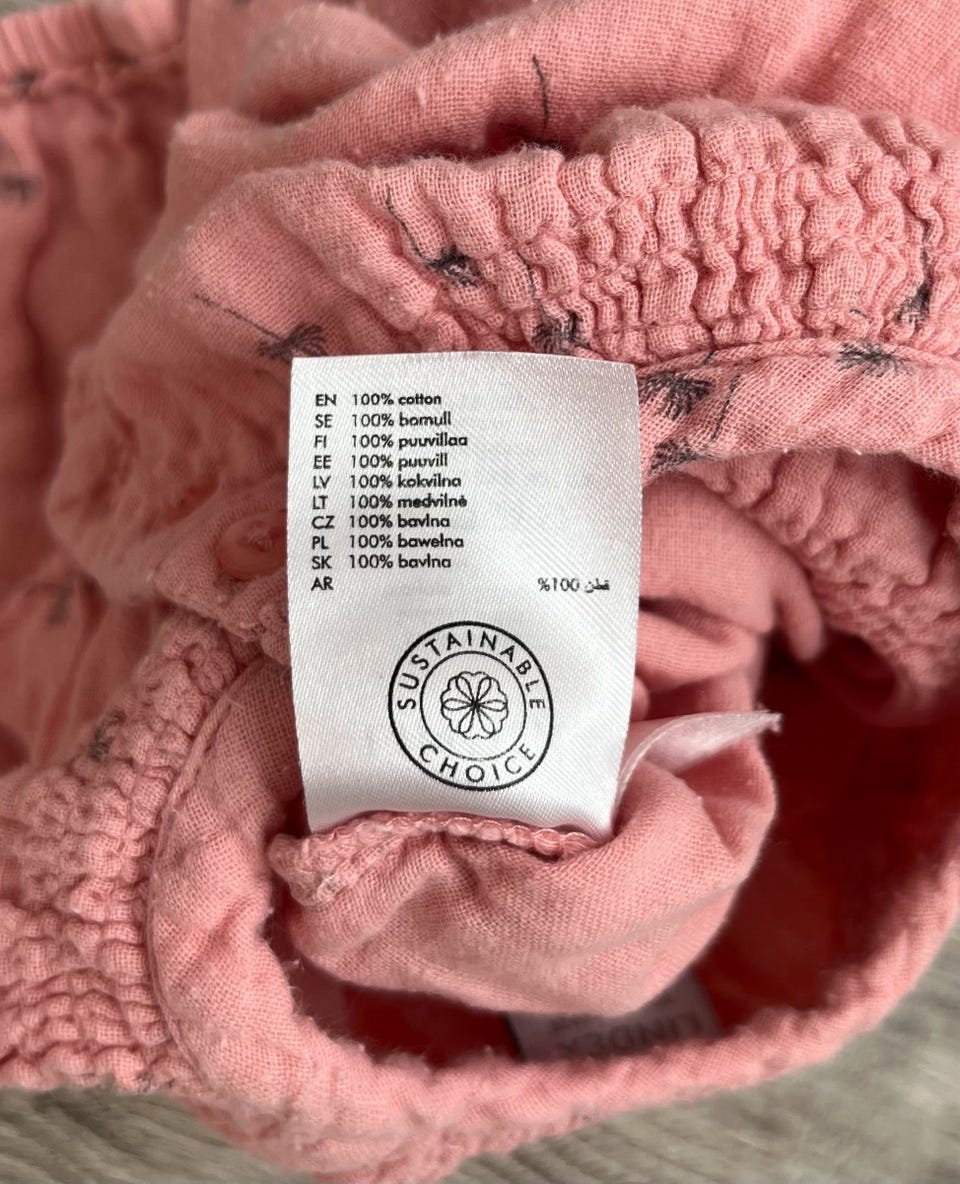 EN 100% cotton
SE 100% bomull
FI 100% puuvillaa
EE 100% puuvill
LV 100% kokvilna
LT 100% medvilnė
CZ 100% bavlna
PL 100% bawełna
SK 100% bavlna
AR %100 قطن
SUSTAINABLE
CHOICE
LINDEX